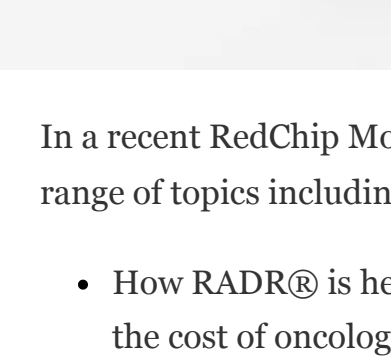 In a recent RedChip Mo
range of topics includin
How RADR® is he
the cost of oncolog